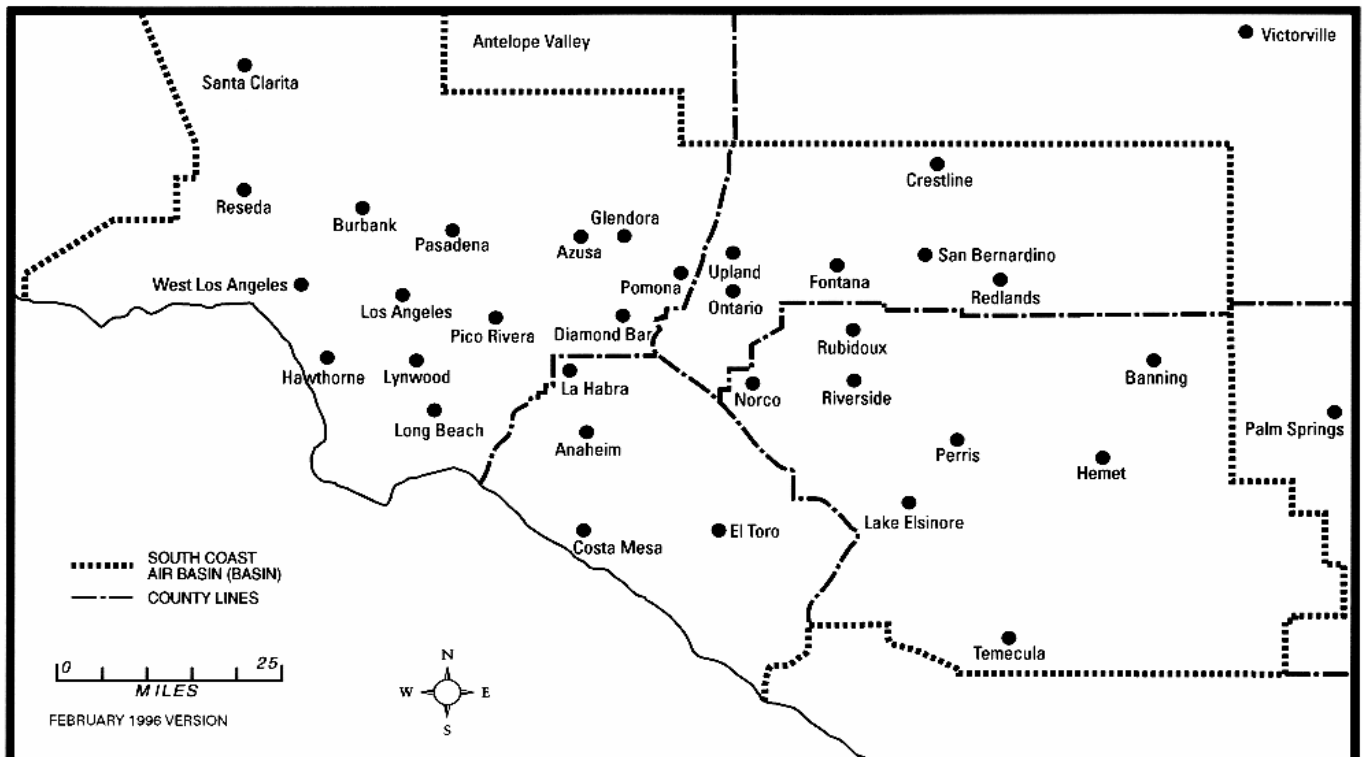 Antelope Valley
Victorville
Santa Clarita
Crestline
Reseda
Burbank
Glendora
Pasadena
Azusa
San Bernardino
Upland
Fontana
West Los Angeles
Pomona
Redlands
Los Angeles
Ontario
Pico Rivera
Diamond Bar
Rubidoux
Hawthorne
Lynwood
La Habra
Banning
Norco
Riverside
Long Beach
Palm Springs
Anaheim
Perris
Hemet
Lake Elsinore
El Toro
Costa Mesa
SOUTH COAST
AIR BASIN (BASIN)
COUNTY LINES
Temecula
0 25
MILES
N
W E
S
FEBRUARY 1996 VERSION